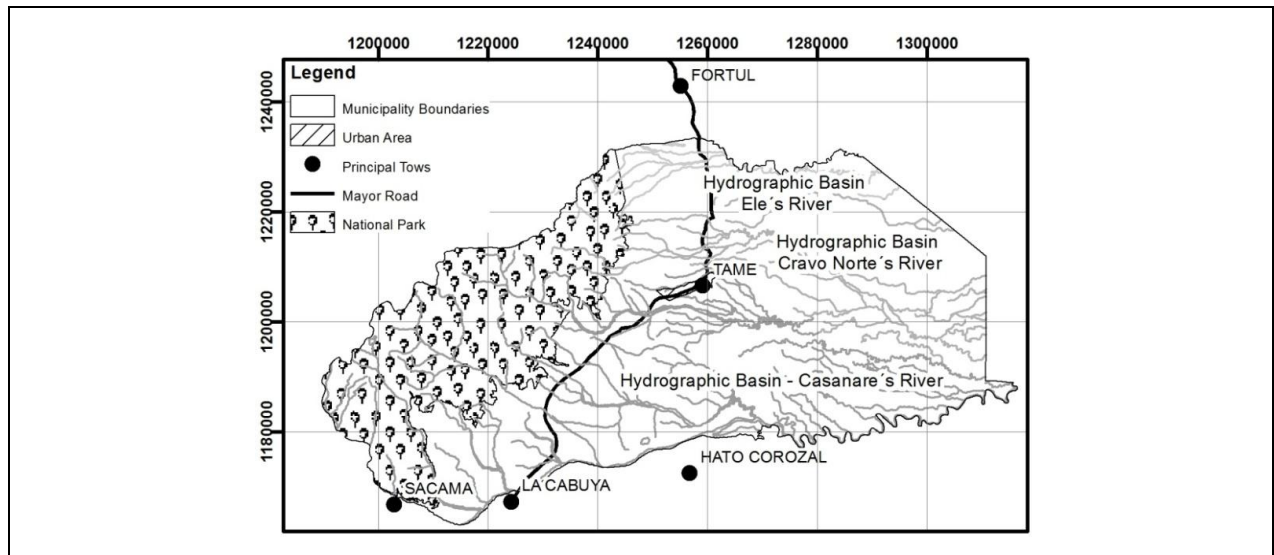 1200000 1220000 1240000 1260000 1280000 1300000
Legend
Municipality Boundaries
Urban Area
Principal Tows
Mayor Road
National Park
1240000
1220000
1200000
1180000
FORTUL
Hydrographic Basin
Ele´s River
Hydrographic Basin
Cravo Norte´s River
TAME
Hydrographic Basin - Casanare´s River
HATO COROZAL
SACAMA
LA CABUYA